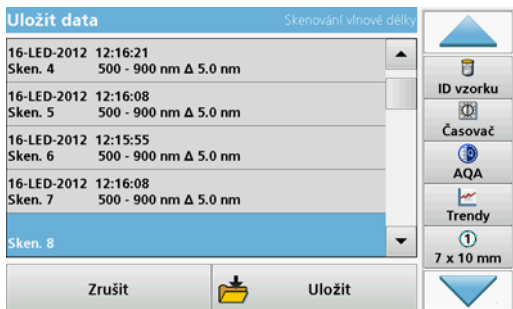 Uložit data
Skenování vlnové délky
16-LED-2012 12:16:21
Sken. 4 500 - 900 nm Δ 5.0 nm
16-LED-2012 12:16:08
Sken. 5 500 - 900 nm Δ 5.0 nm
16-LED-2012 12:15:55
Sken. 6 500 - 900 nm Δ 5.0 nm
16-LED-2012 12:16:08
Sken. 7 500 - 900 nm Δ 5.0 nm
Sken. 8
Zrušit
Uložit
ID vzorku
Časovač
AQA
Trendy
1
7 x 10 mm